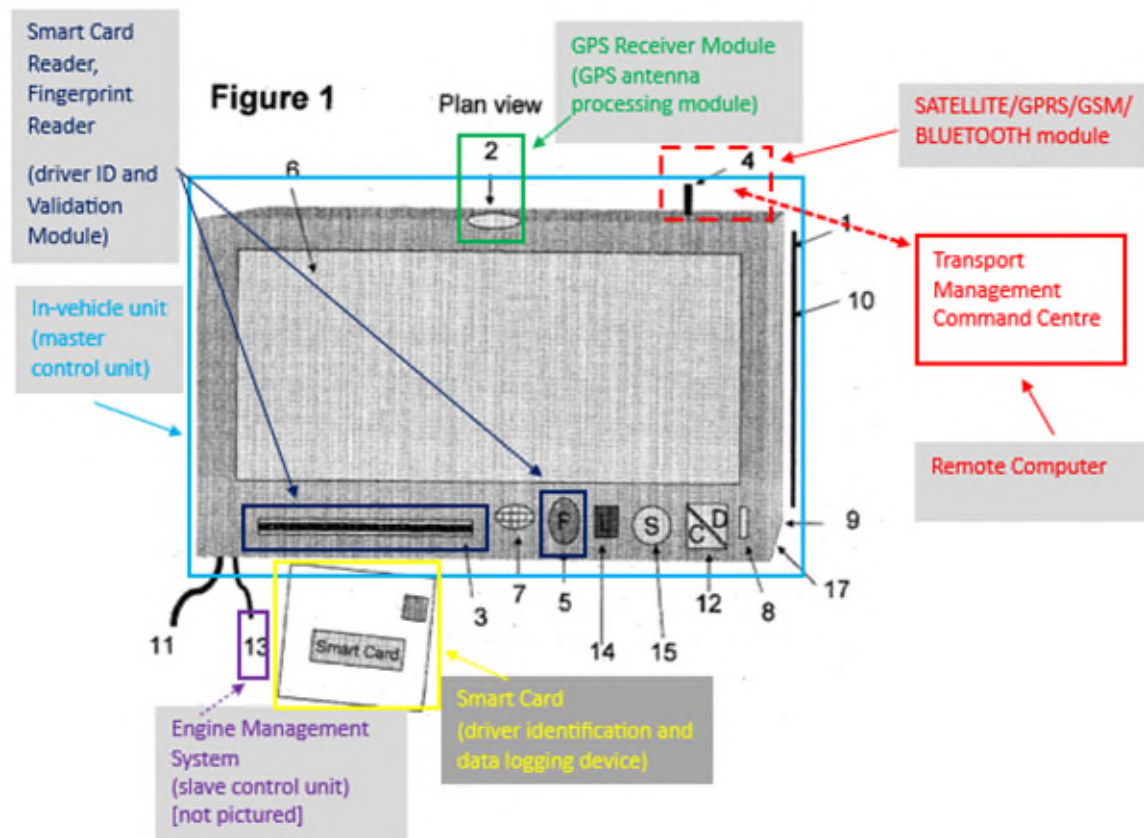 Smart Card
Reader,
Fingerprint
Reader
(driver ID and
Validation
Module)
Figure 1
Plan view
GPS Receiver Module
(GPS antenna
processing module)
SATELLITE/GPRS/GSM/
BLUETOOTH module
2
4
6
1
10
In-vehicle unit
(master
control unit)
Transport
Management
Command Centre
Remote Computer
F
L
S
C D
9
3
7
5
14
15
12
8
17
11
13
Smart Card
Engine Management
System
(slave control unit)
[not pictured]
Smart Card
(driver identification and
data logging device)